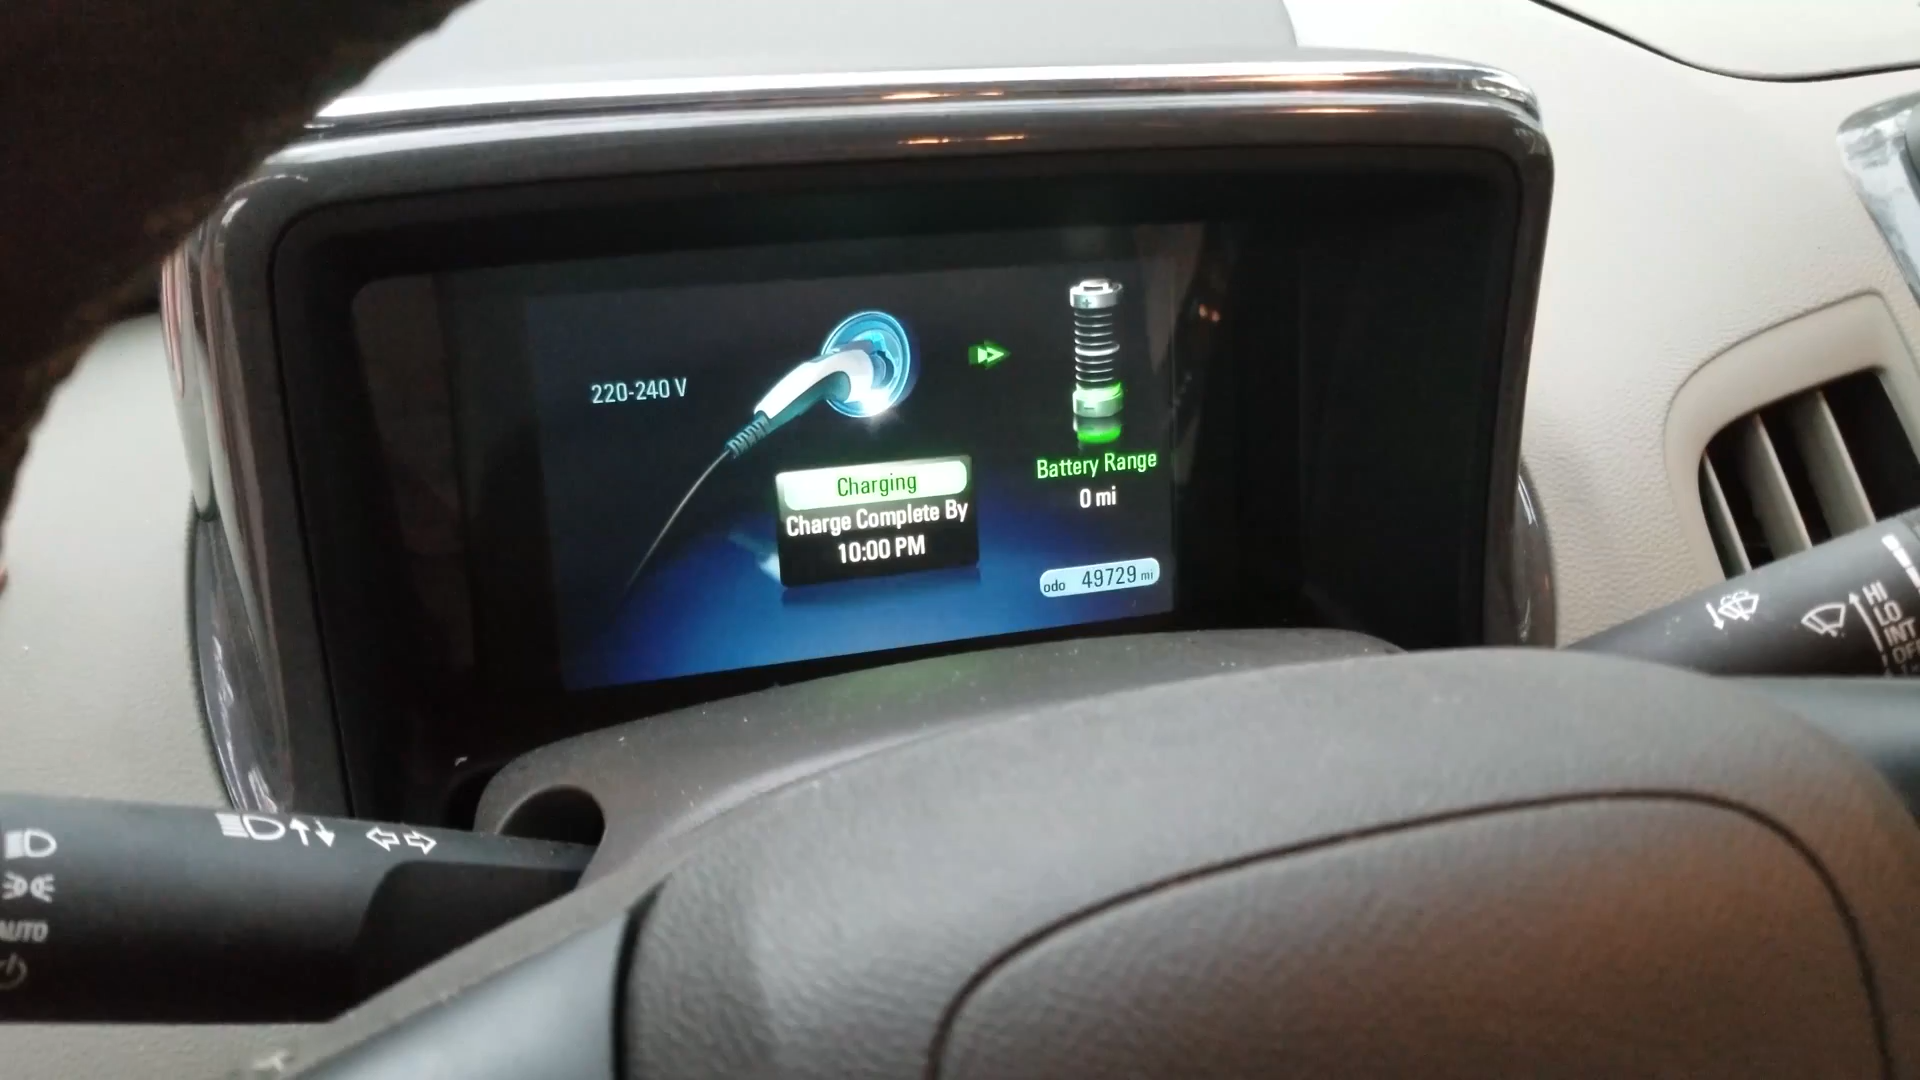 220-240 V
Charging
Charge Complete By
10:00 PM
Battery Range
0 mi
odo 49729 mi
HI
LO
INT
AUTO